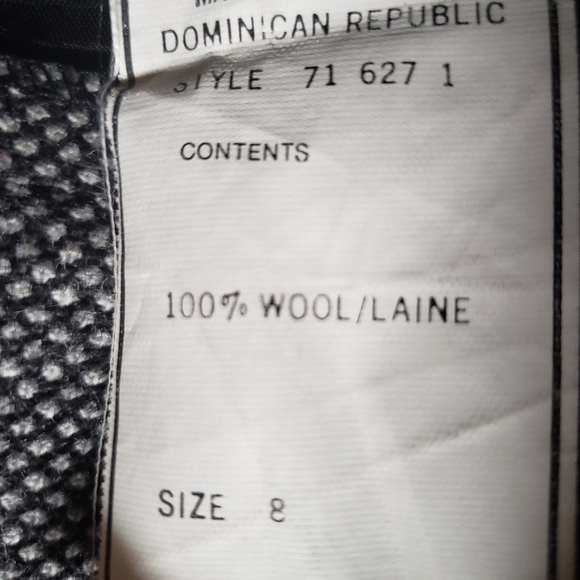 DOMINICAN REPUBLIC
STYLE 71 627 1
CONTENTS
100% WOOL/LAINE
SIZE 8